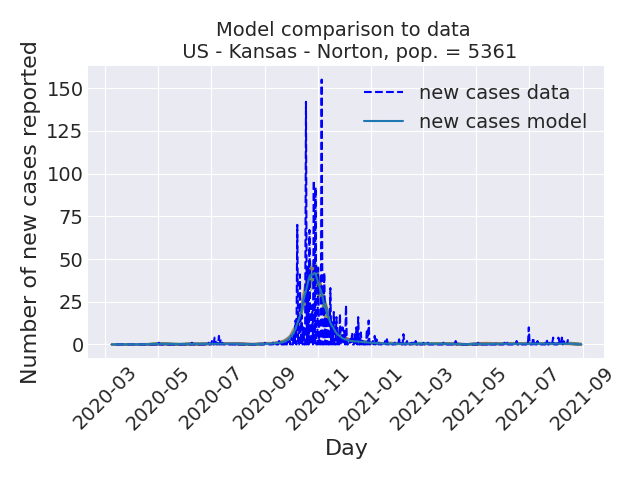 Model comparison to data
US - Kansas - Norton, pop. = 5361
Number of new cases reported
150
125
100
75
50
25
0
new cases data
new cases model
2020-03
2020-05
2020-07
2020-09
2020-11
2021-01
2021-03
2021-05
2021-07
2021-09
Day